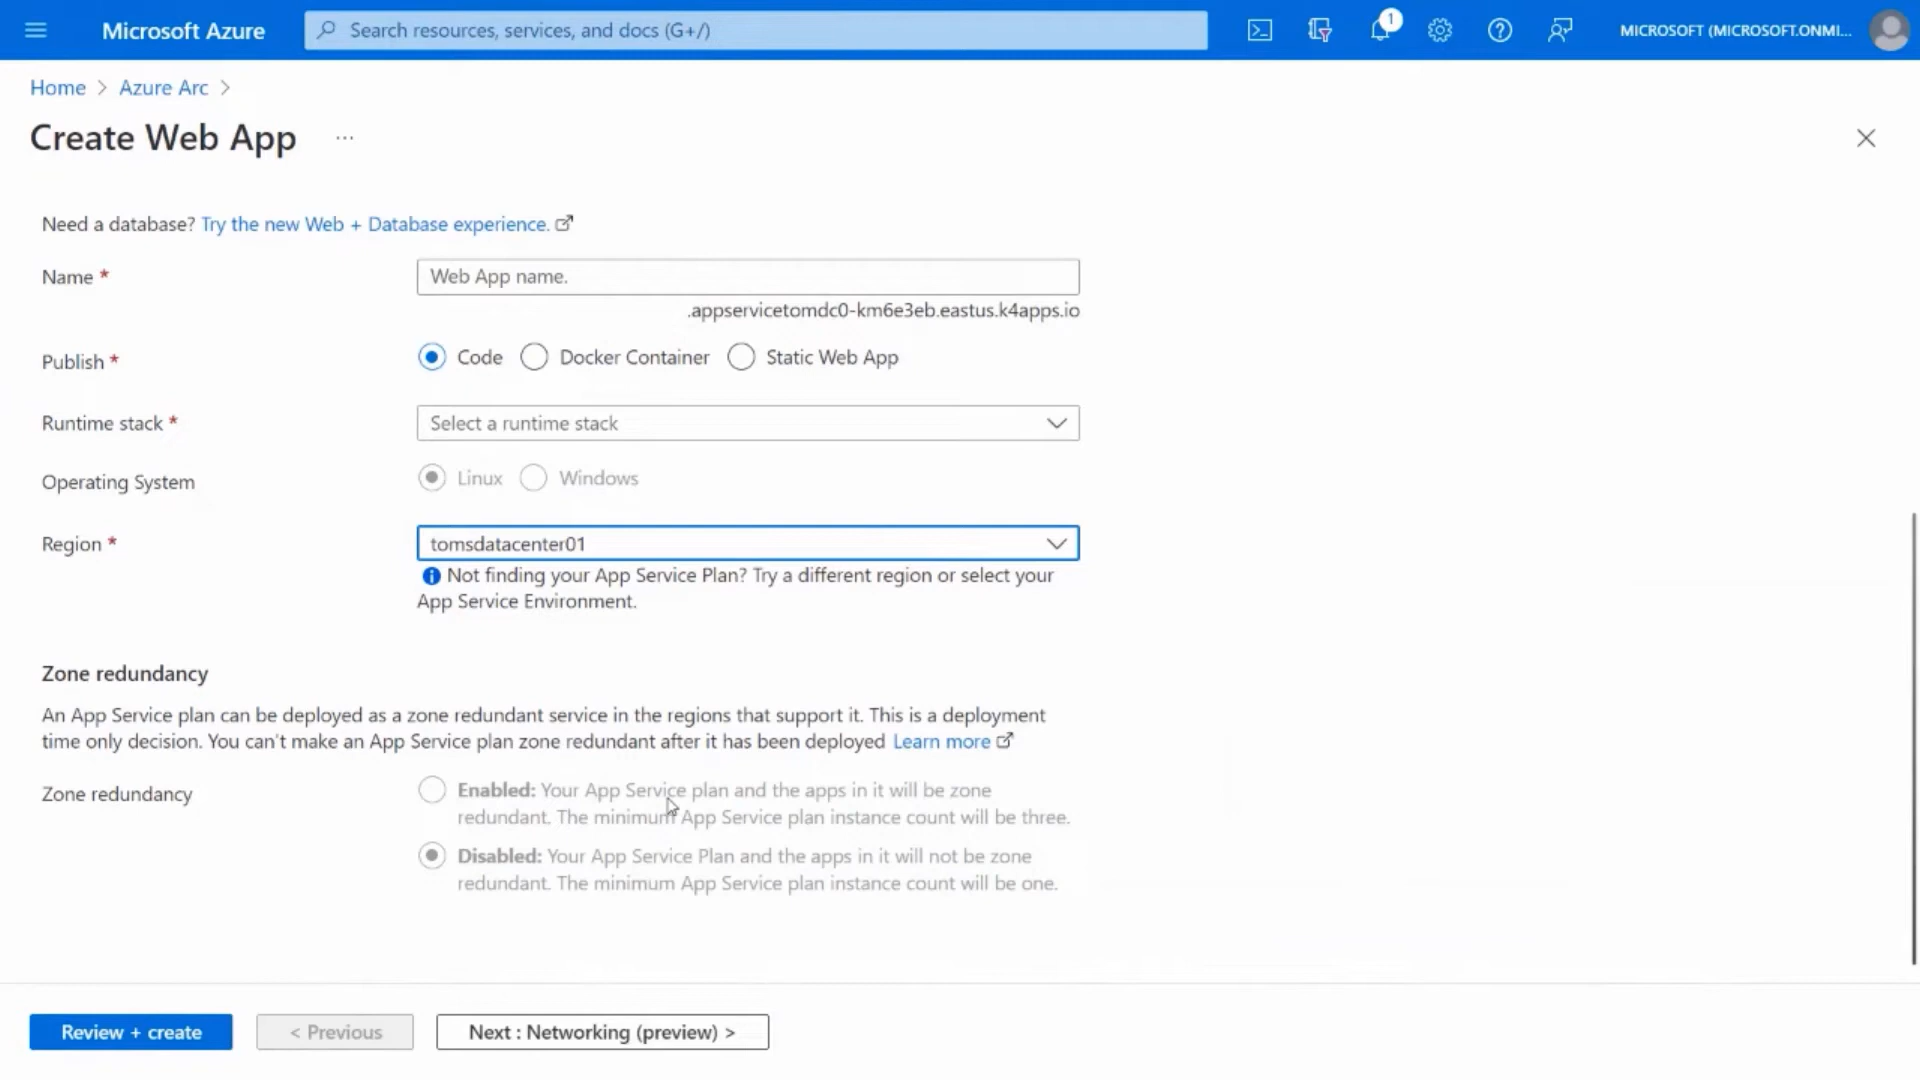 Microsoft Azure
Search resources, services, and docs (G+/)
1
MICROSOFT (MICROSOFT.ONMI...
Home > Azure Arc >
Create Web App ...
Need a database? Try the new Web + Database experience.
Name *
Web App name.
.appservicetomdc0-km6e3eb.eastus.k4apps.io
Publish *
Code Docker Container Static Web App
Runtime stack *
Select a runtime stack
Operating System
Linux Windows
Region *
tomsdatacenter01
Not finding your App Service Plan? Try a different region or select your
App Service Environment.
Zone redundancy
An App Service plan can be deployed as a zone redundant service in the regions that support it. This is a deployment
time only decision. You can't make an App Service plan zone redundant after it has been deployed Learn more
Zone redundancy
Enabled: Your App Service plan and the apps in it will be zone
redundant. The minimum App Service plan instance count will be three.
Disabled: Your App Service Plan and the apps in it will not be zone
redundant. The minimum App Service plan instance count will be one.
Review + create
< Previous
Next : Networking (preview) >